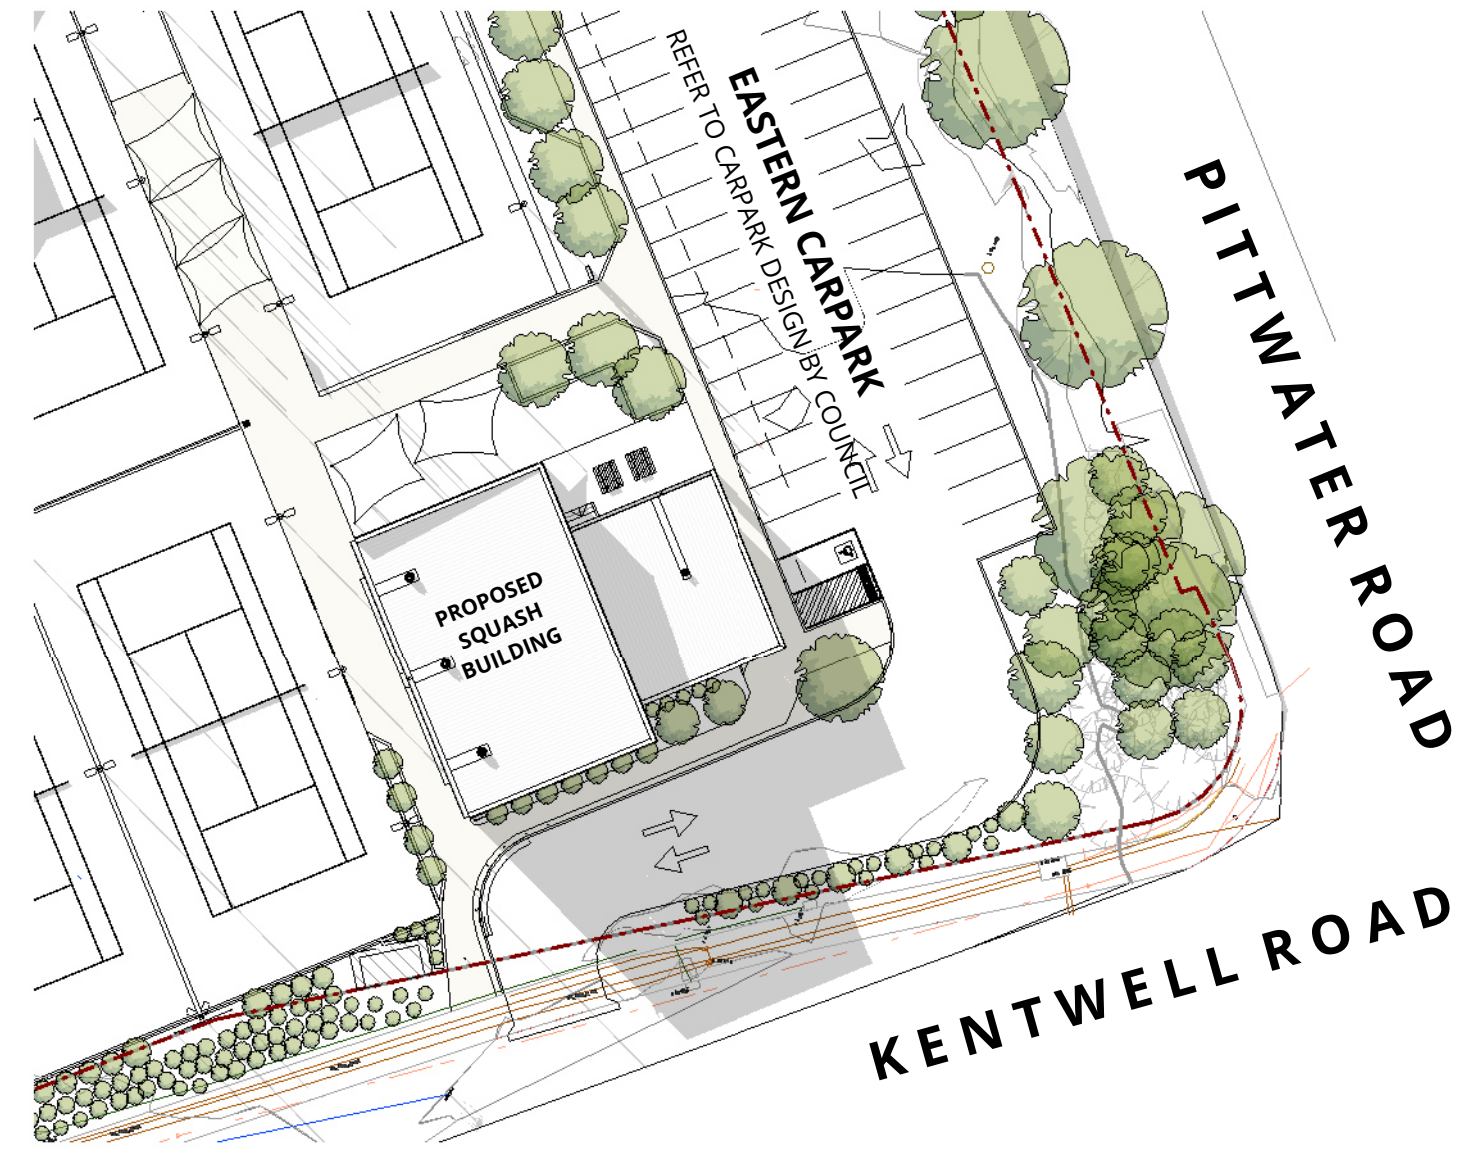 EASTERN CARPARK
REFER TO CARPARK DESIGN BY COUNCIL
PITTWATER ROAD
PROPOSED
SQUASH
BUILDING
KENTWELL ROAD